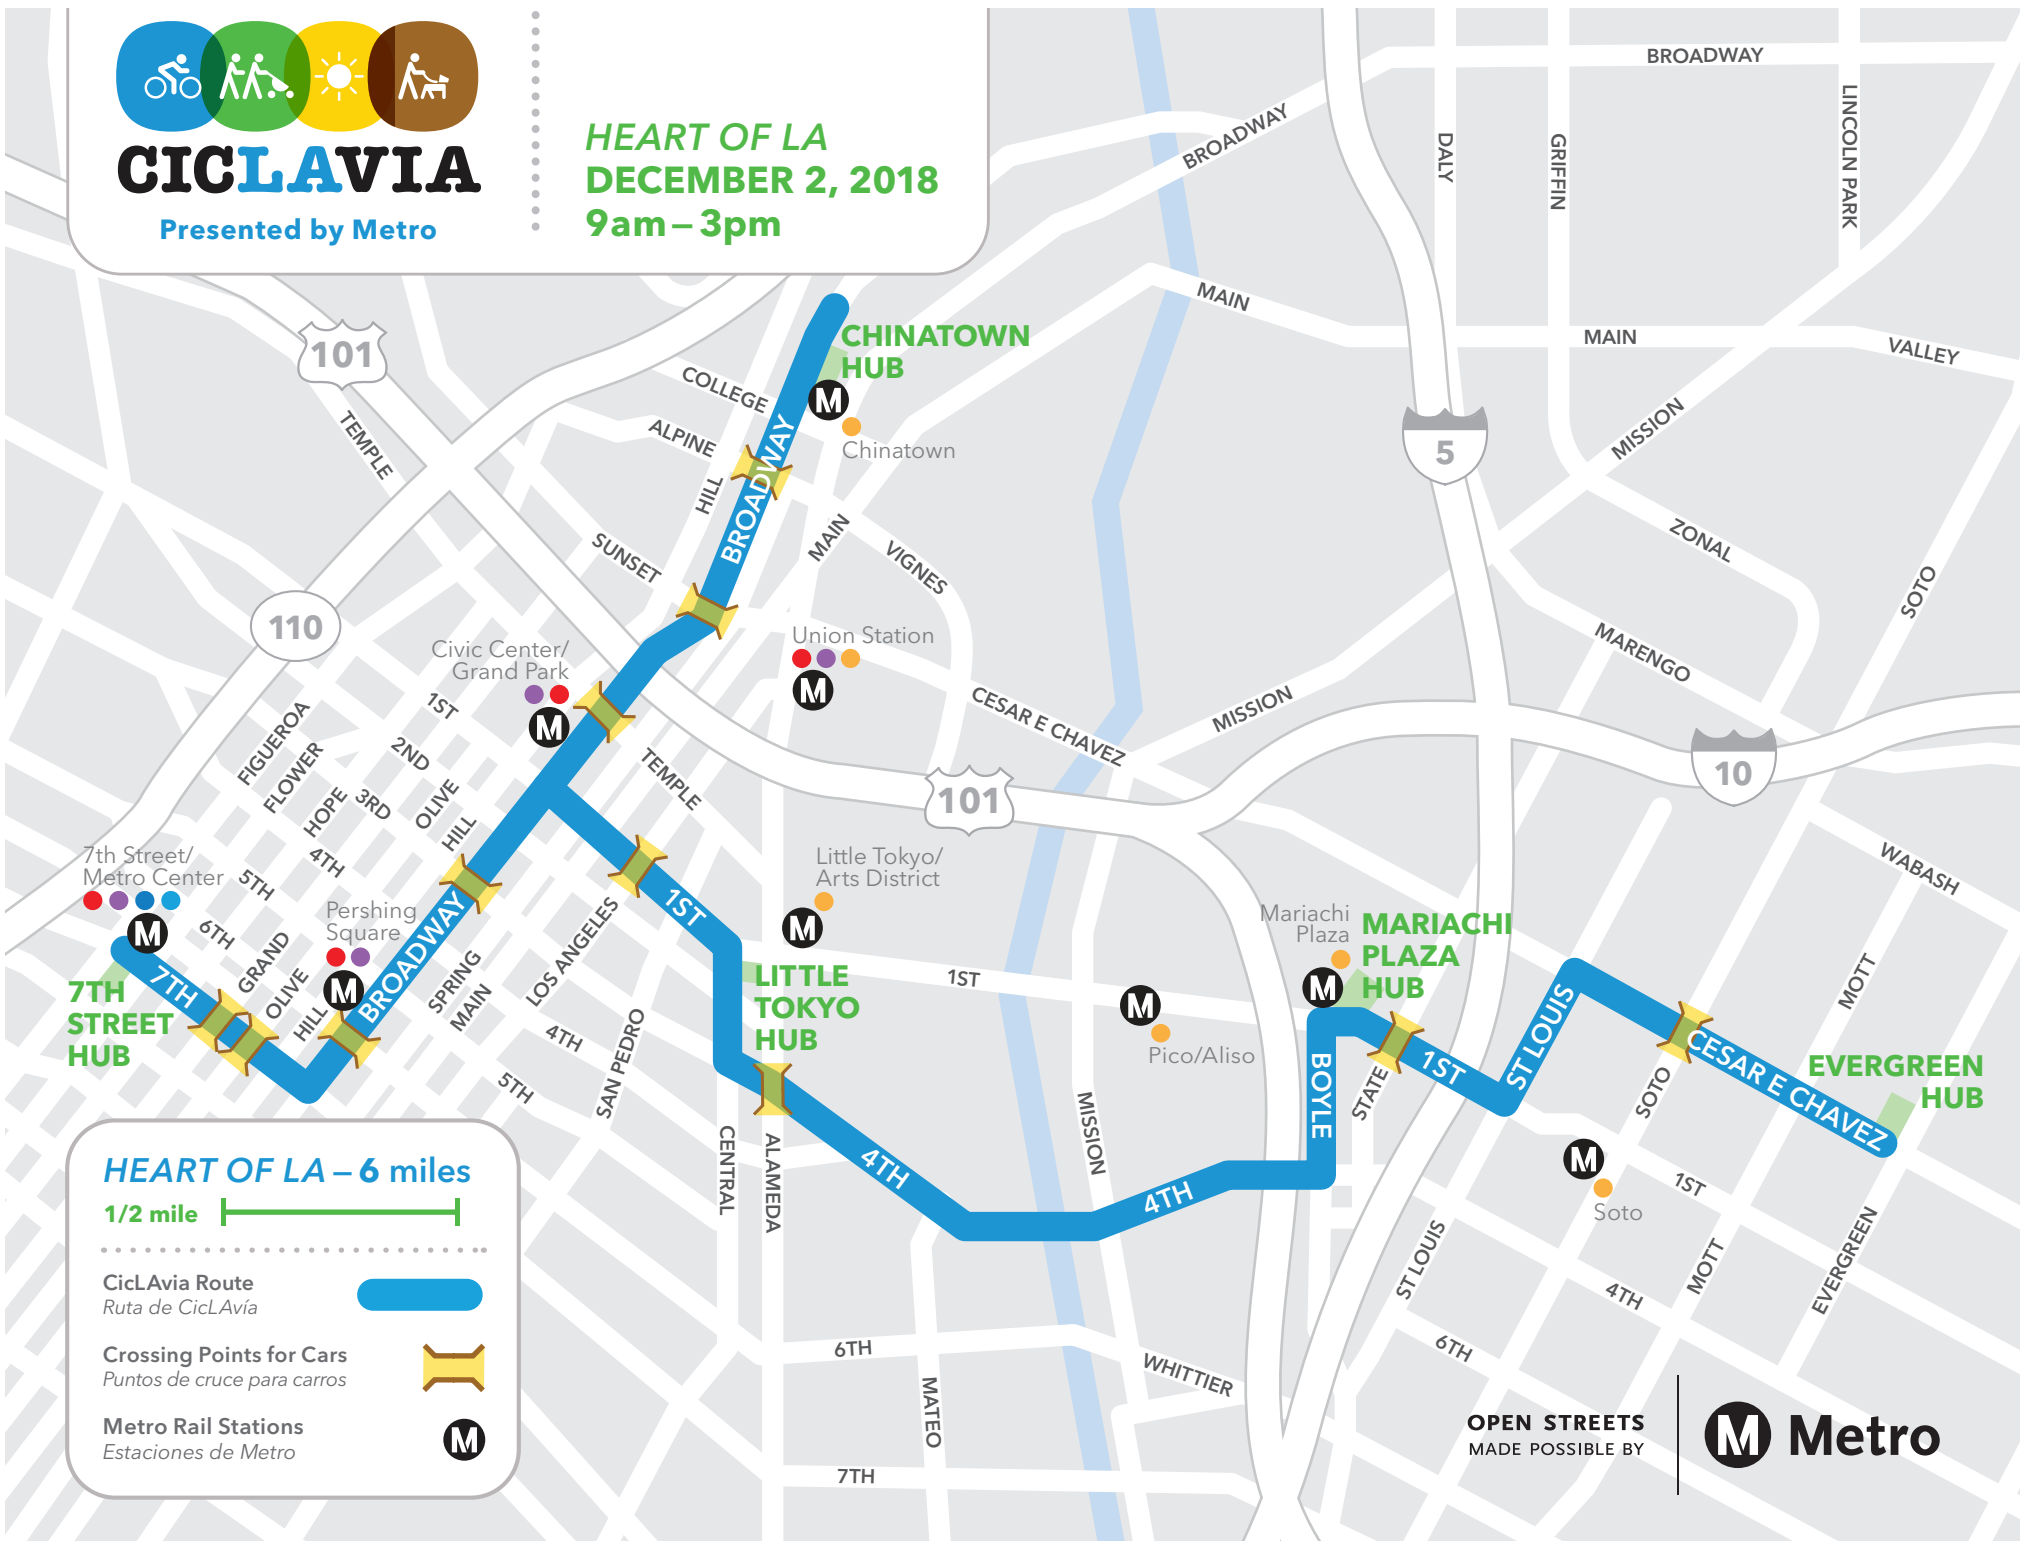 CICLAVIA
Presented by Metro
HEART OF LA
DECEMBER 2, 2018
9am – 3pm
BROADWAY
BROADWAY
DALY
GRIFFIN
LINCOLN PARK
MAIN
MAIN
VALLEY
101
TEMPLE
CHINATOWN
HUB
COLLEGE
M
Chinatown
ALPINE
HILL
BROADWAY
MAIN
VIGNES
SUNSET
5
MISSION
ZONAL
SOTO
MARENGO
110
Civic Center/
Grand Park
M
Union Station
M
CESAR E CHAVEZ
MISSION
1ST
2ND
3RD
4TH
5TH
6TH
FIGUEROA
FLOWER
HOPE
OLIVE
HILL
TEMPLE
101
10
WABASH
7th Street/
Metro Center
M
7TH
STREET
HUB
7TH
GRAND
OLIVE
HILL
Pershing
Square
M
BROADWAY
SPRING
MAIN
LOS ANGELES
1ST
Little Tokyo/
Arts District
M
LITTLE
TOKYO
HUB
1ST
4TH
5TH
SAN PEDRO
CENTRAL
ALAMEDA
4TH
M
Pico/Aliso
MISSION
4TH
Mariachi
Plaza
M
MARIACHI
PLAZA
HUB
BOYLE
STATE
1ST
ST LOUIS
SOTO
CESAR E CHAVEZ
MOTT
EVERGREEN
HUB
M
Soto
1ST
ST LOUIS
MOTT
EVERGREEN
4TH
6TH
6TH
WHITTIER
MATEO
7TH
HEART OF LA – 6 miles
1/2 mile
CicLAvia Route
Ruta de CicLAvía
Crossing Points for Cars
Puntos de cruce para carros
Metro Rail Stations
Estaciones de Metro
M
OPEN STREETS
MADE POSSIBLE BY
M Metro